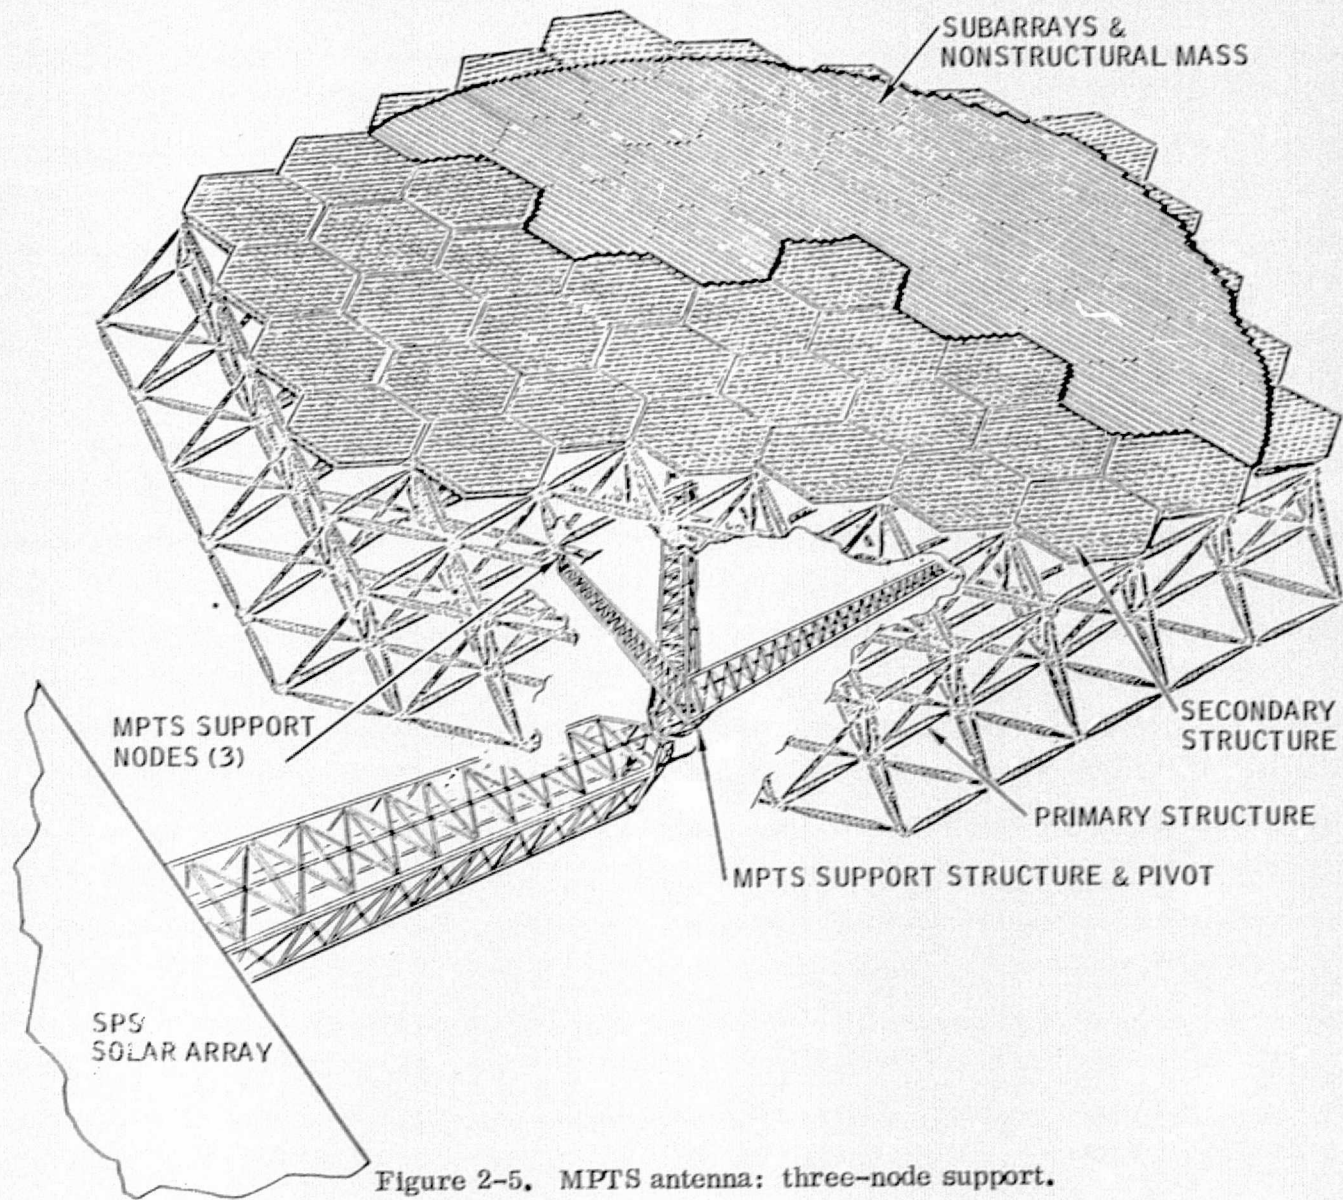 SUBARRAYS &
NONSTRUCTURAL MASS
MPTS SUPPORT
NODES (3)
SECONDARY
STRUCTURE
PRIMARY STRUCTURE
MPTS SUPPORT STRUCTURE & PIVOT
SPS
SOLAR ARRAY
Figure 2-5. MPTS antenna: three-node support.